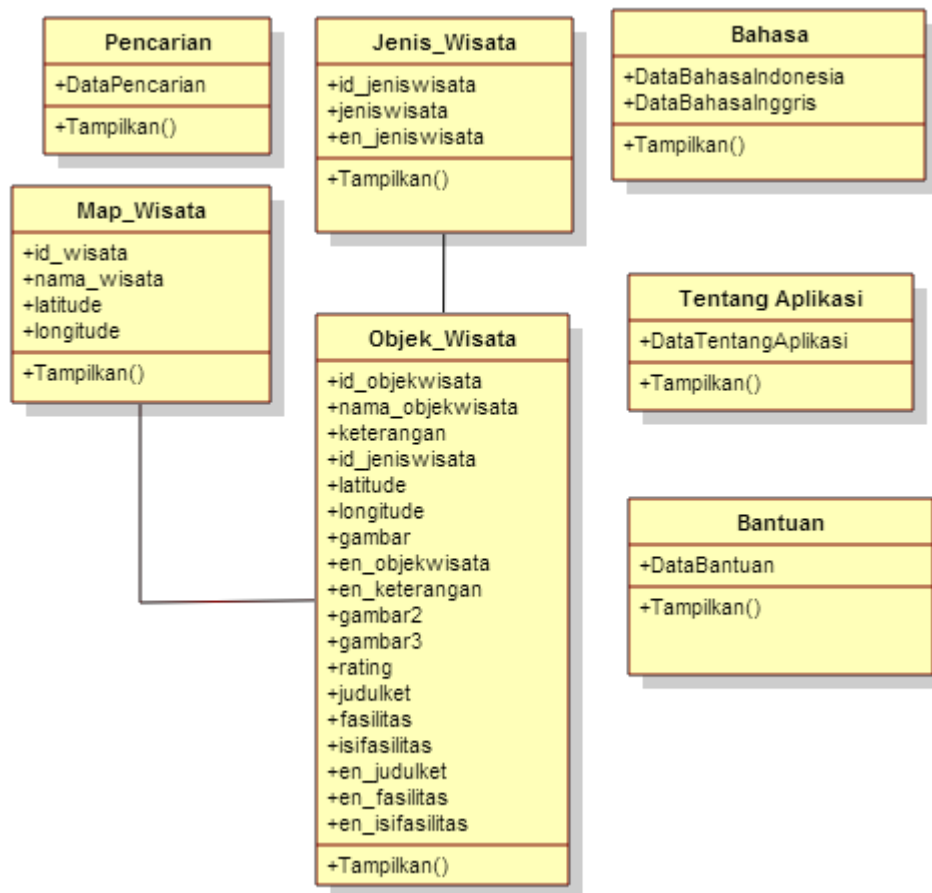 Pencarian
+DataPencarian
+Tampilkan()
Jenis_Wisata
+id_jeniswisata
+jeniswisata
+en_jeniswisata
+Tampilkan()
Bahasa
+DataBahasaIndonesia
+DataBahasaInggris
+Tampilkan()
Map_Wisata
+id_wisata
+nama_wisata
+latitude
+longitude
+Tampilkan()
Objek_Wisata
+id_objekwisata
+nama_objekwisata
+keterangan
+id_jeniswisata
+latitude
+longitude
+gambar
+en_objekwisata
+en_keterangan
+gambar2
+gambar3
+rating
+judulket
+fasilitas
+isifasilitas
+en_judulket
+en_fasilitas
+en_isifasilitas
+Tampilkan()
Tentang Aplikasi
+DataTentangAplikasi
+Tampilkan()
Bantuan
+DataBantuan
+Tampilkan()